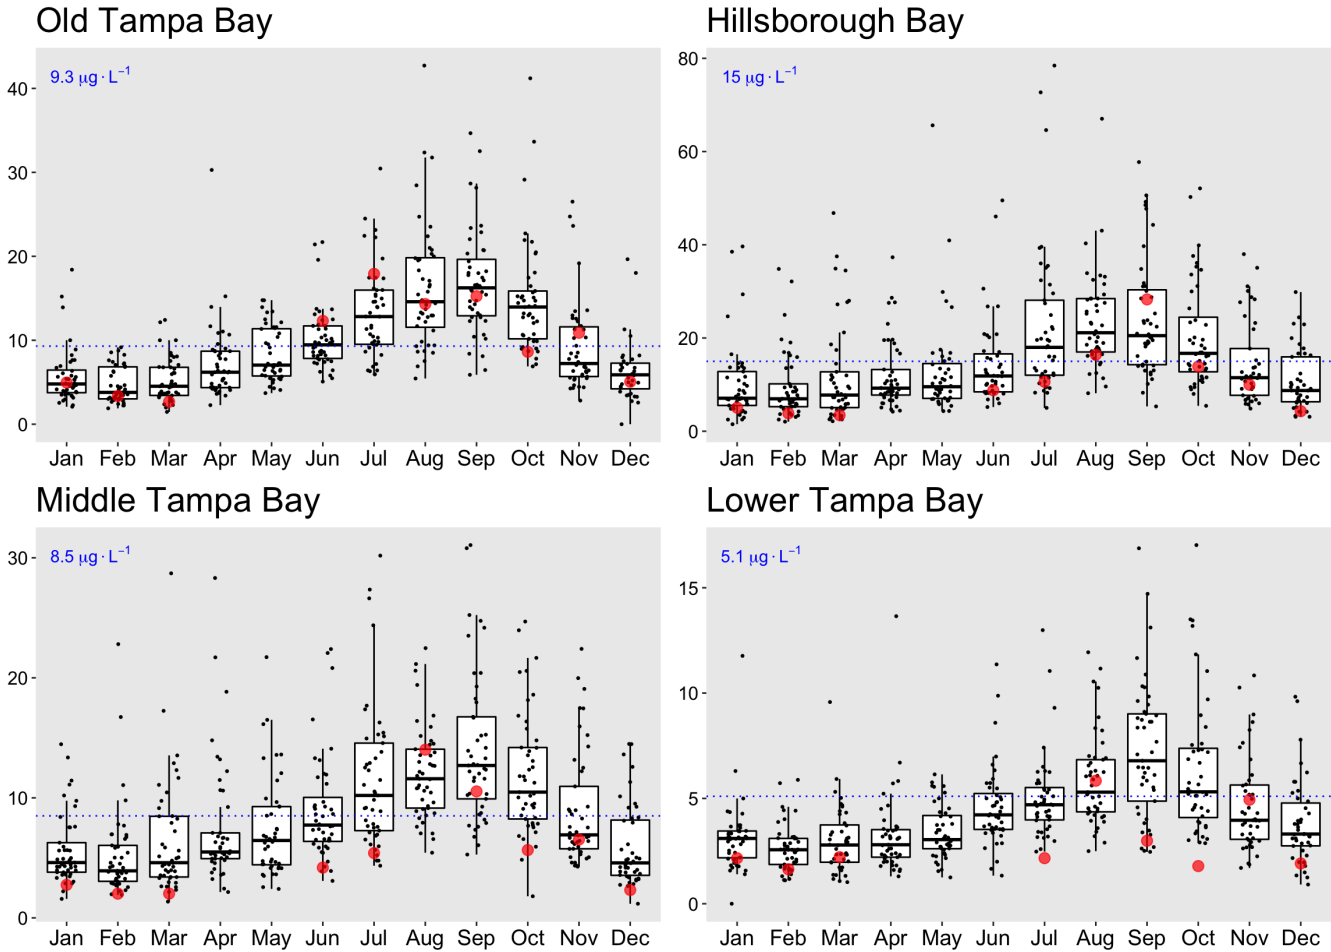 Old Tampa Bay
9.3 μg·L⁻¹
40
30
20
10
0
Jan Feb Mar Apr May Jun Jul Aug Sep Oct Nov Dec
Hillsborough Bay
15 μg·L⁻¹
80
60
40
20
0
Jan Feb Mar Apr May Jun Jul Aug Sep Oct Nov Dec
Middle Tampa Bay
8.5 μg·L⁻¹
30
20
10
0
Jan Feb Mar Apr May Jun Jul Aug Sep Oct Nov Dec
Lower Tampa Bay
5.1 μg·L⁻¹
15
10
5
0
Jan Feb Mar Apr May Jun Jul Aug Sep Oct Nov Dec